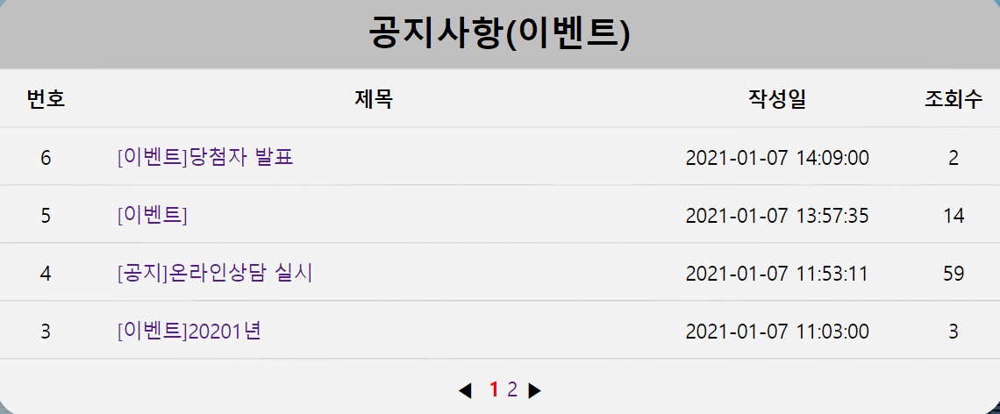 공지사항(이벤트)
번호 제목 작성일 조회수
6 [이벤트]당첨자 발표 2021-01-07 14:09:00 2
5 [이벤트] 2021-01-07 13:57:35 14
4 [공지]온라인상담 실시 2021-01-07 11:53:11 59
3 [이벤트]20201년 2021-01-07 11:03:00 3
◀ 1 2 ▶